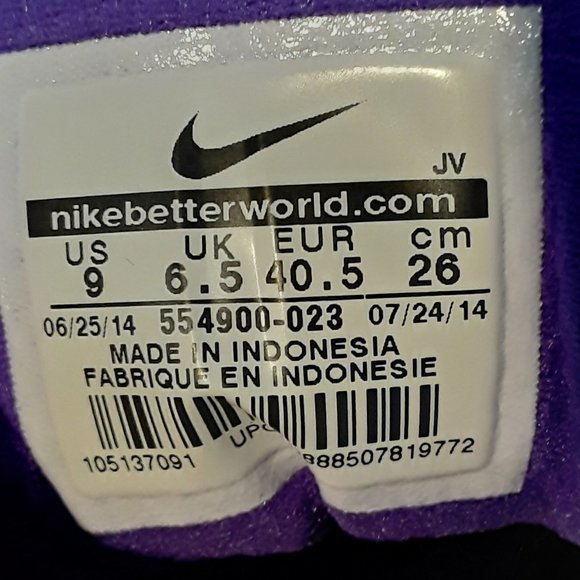 JV
nikebetterworld.com
US UK EUR cm
9 6.5 40.5 26
06/25/14 554900-023 07/24/14
MADE IN INDONESIA
FABRIQUE EN INDONESIE
105137091 888507819772